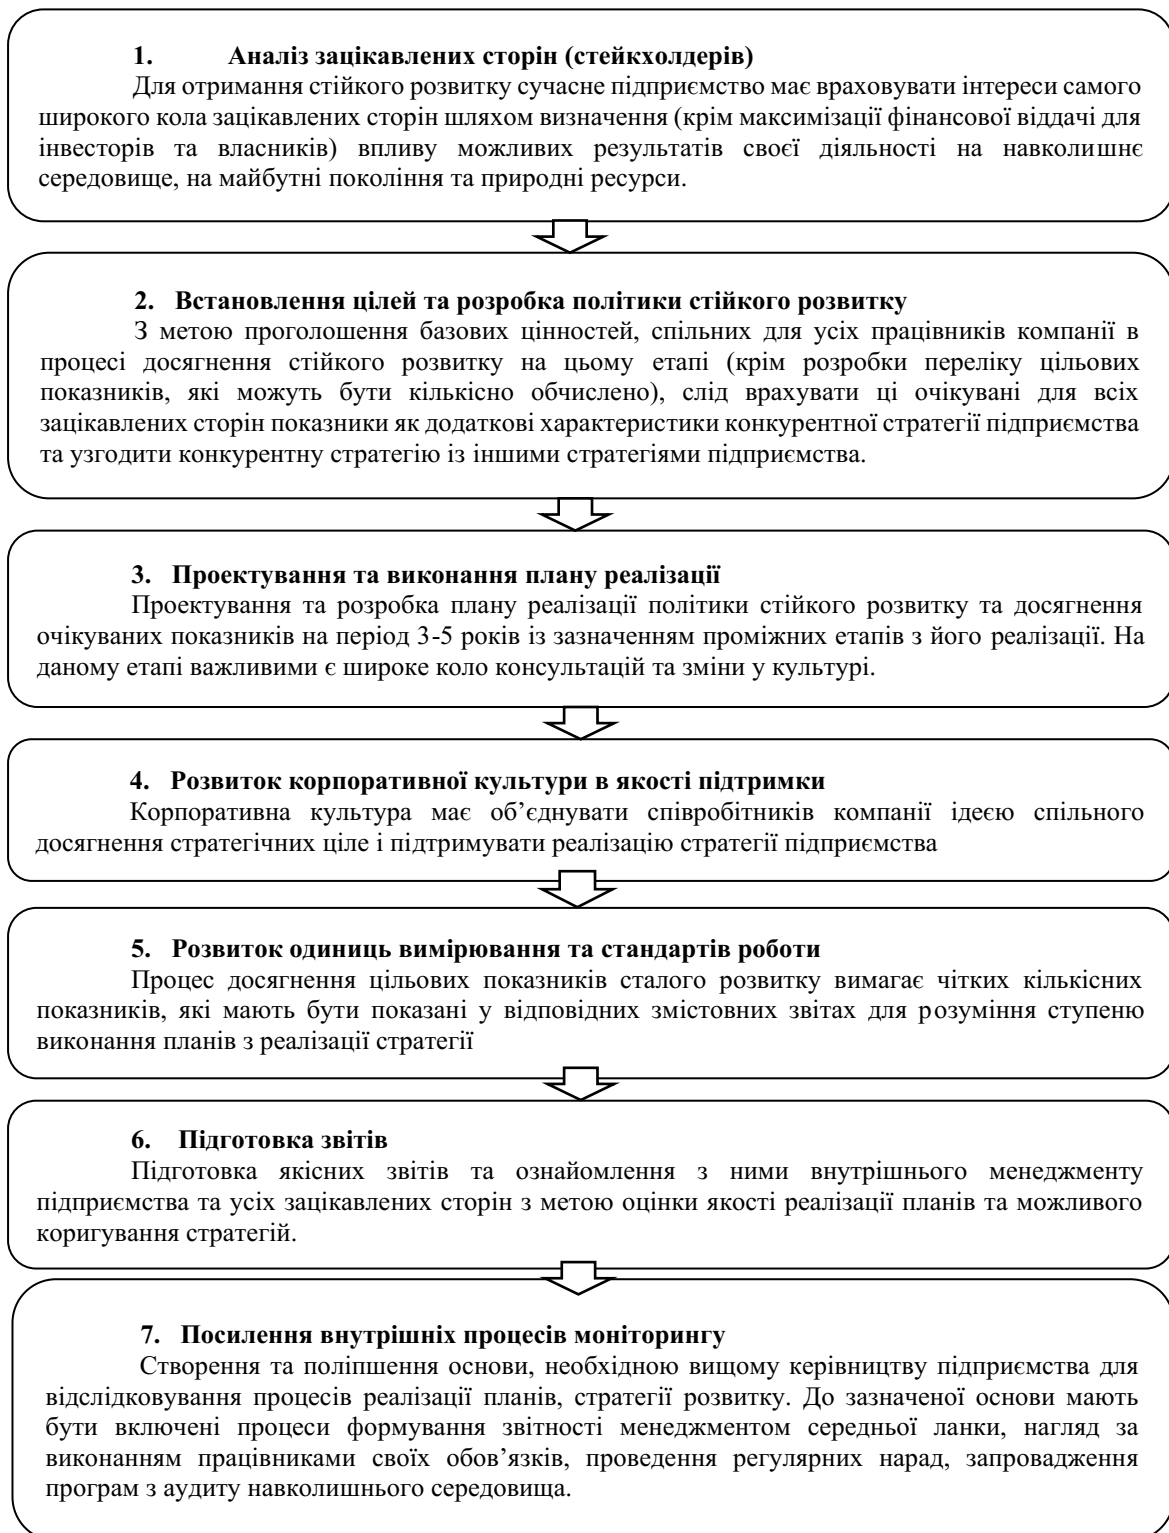 1. Аналіз зацікавлених сторін (стейкхолдерів)
Для отримання стійкого розвитку сучасне підприємство має враховувати інтереси самого
широкого кола зацікавлених сторін шляхом визначення (крім максимізації фінансової віддачі для
інвесторів та власників) впливу можливих результатів своєї діяльності на навколишнє
середовище, на майбутні покоління та природні ресурси.
2. Встановлення цілей та розробка політики стійкого розвитку
З метою проголошення базових цінностей, спільних для усіх працівників компанії в
процесі досягнення стійкого розвитку на цьому етапі (крім розробки переліку цільових
показників, які можуть бути кількісно обчислено), слід врахувати ці очікувані для всіх
зацікавлених сторін показники як додаткові характеристики конкурентної стратегії підприємства
та узгодити конкурентну стратегію із іншими стратегіями підприємства.
3. Проектування та виконання плану реалізації
Проектування та розробка плану реалізації політики стійкого розвитку та досягнення
очікуваних показників на період 3-5 років із зазначенням проміжних етапів з його реалізації. На
даному етапі важливими є широке коло консультацій та зміни у культурі.
4. Розвиток корпоративної культури в якості підтримки
Корпоративна культура має об’єднувати співробітників компанії ідеєю спільного
досягнення стратегічних ціле і підтримувати реалізацію стратегії підприємства
5. Розвиток одиниць вимірювання та стандартів роботи
Процес досягнення цільових показників сталого розвитку вимагає чітких кількісних
показників, які мають бути показані у відповідних змістовних звітах для розуміння ступеню
виконання планів з реалізації стратегії
6. Підготовка звітів
Підготовка якісних звітів та ознайомлення з ними внутрішнього менеджменту
підприємства та усіх зацікавлених сторін з метою оцінки якості реалізації планів та можливого
коригування стратегій.
7. Посилення внутрішніх процесів моніторингу
Створення та поліпшення основи, необхідною вищому керівництву підприємства для
відслідковування процесів реалізації планів, стратегії розвитку. До зазначеної основи мають
бути включені процеси формування звітності менеджментом середньої ланки, нагляд за
виконанням працівниками своїх обов’язків, проведення регулярних нарад, запровадження
програм з аудиту навколишнього середовища.